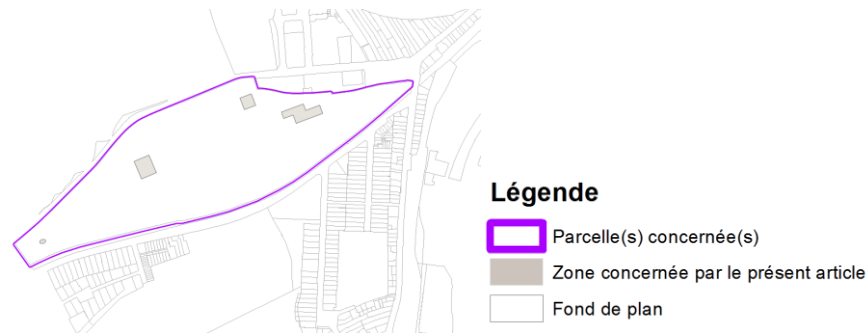 Légende
Parcelle(s) concernée(s)
Zone concernée par le présent article
Fond de plan